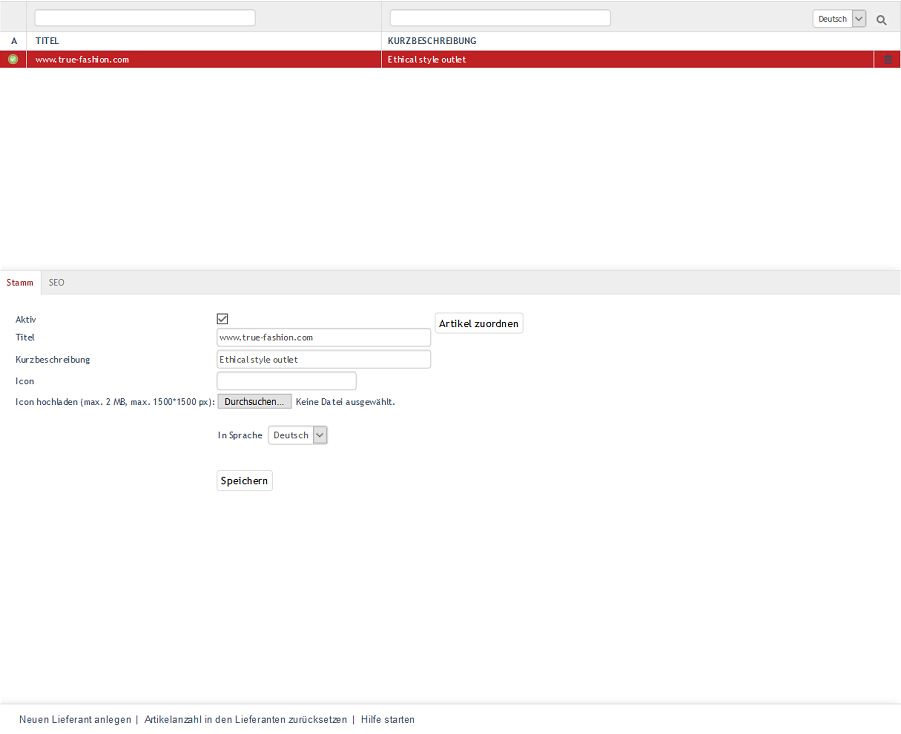 Deutsch
A TITEL KURZBESCHREIBUNG
www.true-fashion.com Ethical style outlet
Stamm SEO
Aktiv Artikel zuordnen
Titel www.true-fashion.com
Kurzbeschreibung Ethical style outlet
Icon
Icon hochladen (max. 2 MB, max. 1500*1500 px): Durchsuchen... Keine Datei ausgewählt.
In Sprache Deutsch
Speichern
Neuen Lieferant anlegen | Artikelanzahl in den Lieferanten zurücksetzen | Hilfe starten